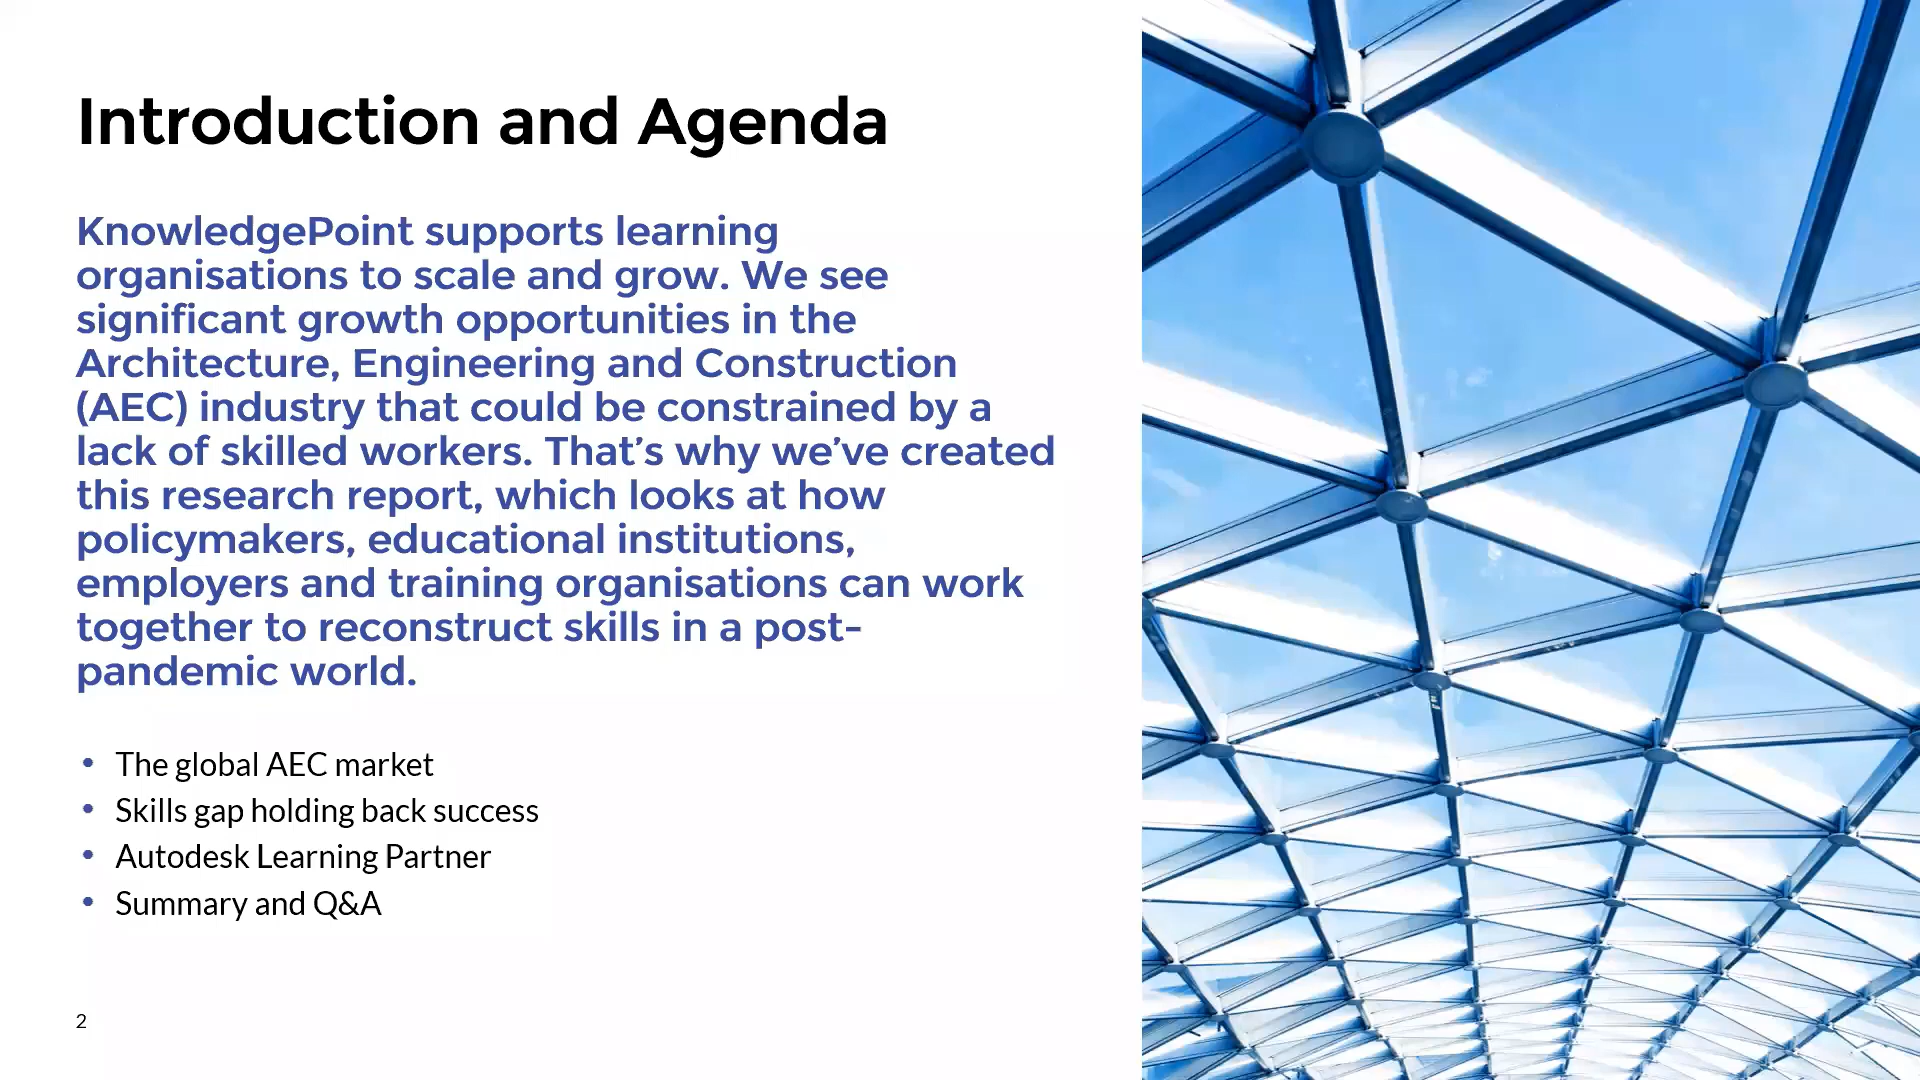 Introduction and Agenda
KnowledgePoint supports learning
organisations to scale and grow. We see
significant growth opportunities in the
Architecture, Engineering and Construction
(AEC) industry that could be constrained by a
lack of skilled workers. That’s why we’ve created
this research report, which looks at how
policymakers, educational institutions,
employers and training organisations can work
together to reconstruct skills in a post-
pandemic world.
• The global AEC market
• Skills gap holding back success
• Autodesk Learning Partner
• Summary and Q&A
2